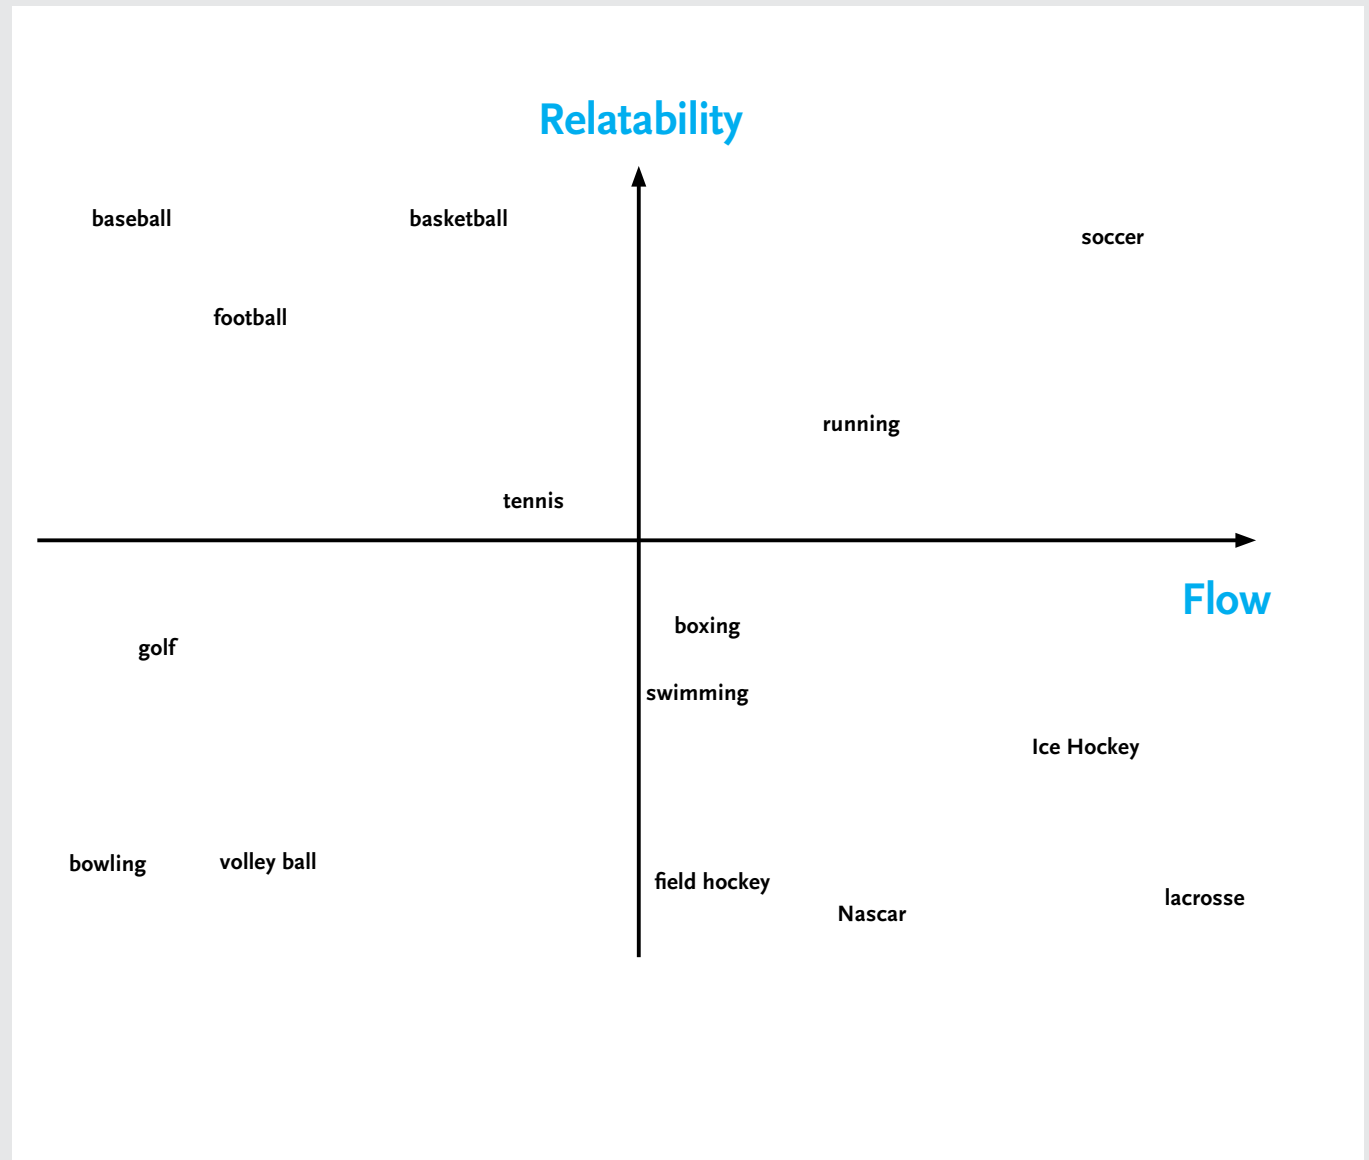 Relatability
baseball
basketball
soccer
football
running
tennis
Flow
boxing
golf
swimming
Ice Hockey
bowling
volley ball
field hockey
lacrosse
Nascar